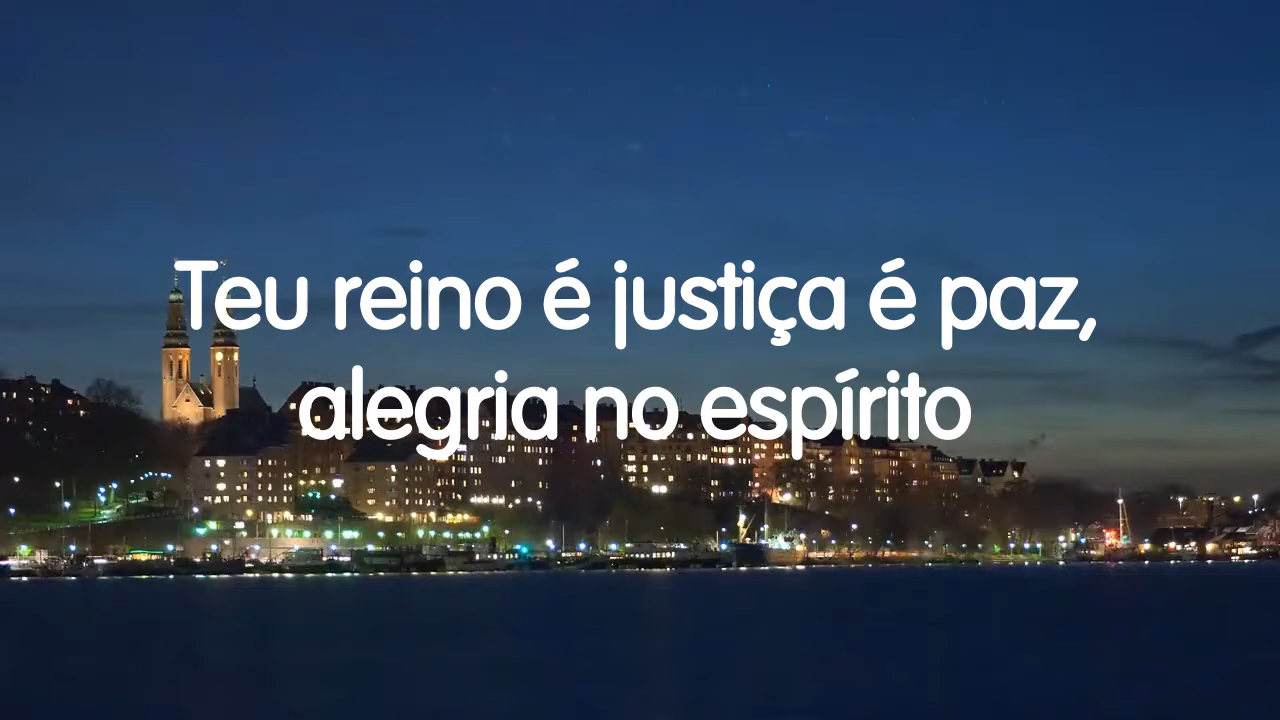 Teu reino é justiça é paz,
alegria no espírito